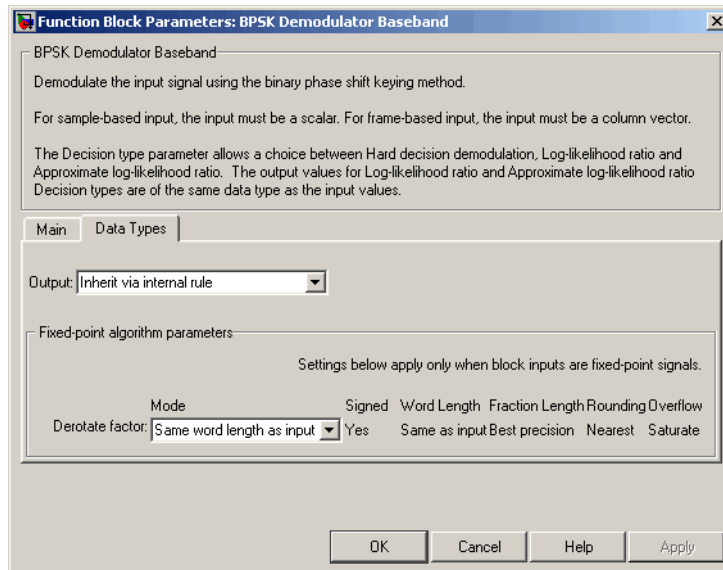 Function Block Parameters: BPSK Demodulator Baseband
BPSK Demodulator Baseband
Demodulate the input signal using the binary phase shift keying method.
For sample-based input, the input must be a scalar. For frame-based input, the input must be a column vector.
The Decision type parameter allows a choice between Hard decision demodulation, Log-likelihood ratio and
Approximate log-likelihood ratio. The output values for Log-likelihood ratio and Approximate log-likelihood ratio
Decision types are of the same data type as the input values.
Main Data Types
Output: Inherit via internal rule
Fixed-point algorithm parameters
Settings below apply only when block inputs are fixed-point signals.
Mode Signed Word Length Fraction Length Rounding Overflow
Derotate factor: Same word length as input Yes Same as input Best precision Nearest Saturate
OK Cancel Help Apply